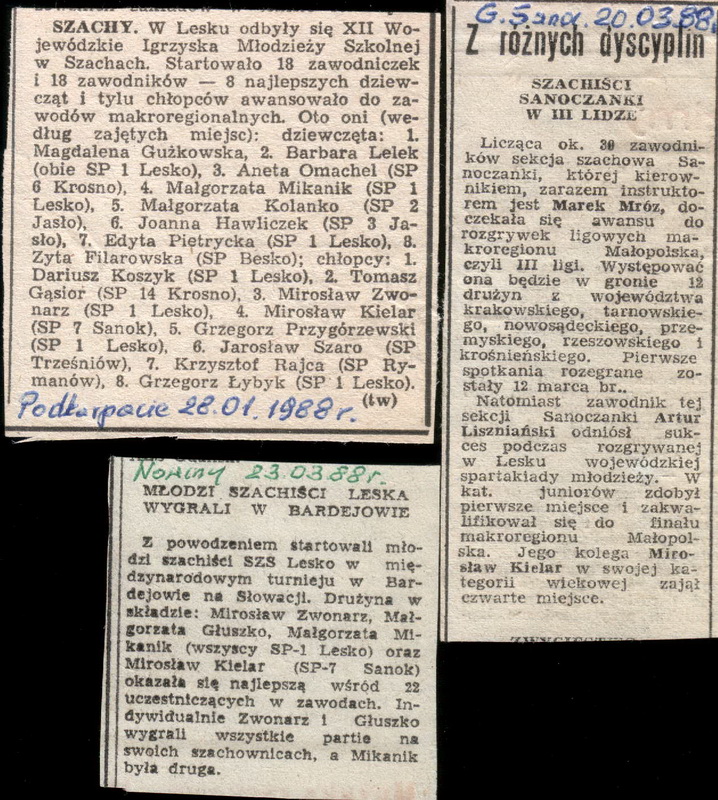 SZACHY. W Lesku odbyły się XII Wo-
jewódzkie Igrzyska Młodzieży Szkolnej
w Szachach. Startowało 18 zawodniczek
i 18 zawodników — 8 najlepszych dziew-
cząt i tylu chłopców awansowało do za-
wodów makroregionalnych. Oto oni (we-
dług zajętych miejsc): dziewczęta: 1.
Magdalena Gużkowska, 2. Barbara Lelek
(obie SP 1 Lesko), 3. Aneta Omachel (SP
6 Krosno), 4. Małgorzata Mikanik (SP 1
Lesko), 5. Małgorzata Kolanko (SP 2
Jasło), 6. Joanna Hawliczek (SP 3 Ja-
sło), 7. Edyta Piętrycka (SP 1 Lesko), 8.
Zyta Filarowska (SP Besko); chłopcy: 1.
Dariusz Koszyk (SP 1 Lesko), 2. Tomasz
Gąsior (SP 14 Krosno), 3. Mirosław Zwo-
narz (SP 1 Lesko), 4. Mirosław Kielar
(SP 7 Sanok), 5. Grzegorz Przygórzewski
(SP 1 Lesko), 6. Jarosław Szaro (SP
Trześniów), 7. Krzysztof Rajca (SP Ry-
manów), 8. Grzegorz Łybyk (SP 1 Lesko).
(tw)
Podkarpacie 28.01.1988r.
Nowiny 23.03.88r.
MŁODZI SZACHIŚCI LESKA
WYGRALI W BARDEJOWIE
Z powodzeniem startowali mło-
dzi szachiści SZS Lesko w mię-
dzynarodowym turnieju w Bar-
dejowie na Słowacji. Drużyna w
składzie: Mirosław Zwonarz, Mał-
gorzata Głuszko, Małgorzata Mi-
kanik (wszyscy SP-1 Lesko) oraz
Mirosław Kielar (SP-7 Sanok)
okazała się najlepszą wśród 22
uczestniczących w zawodach. In-
dywidualnie Zwonarz i Głuszko
wygrali wszystkie partie na
swoich szachownicach, a Mikanik
była druga.
G. Sanoc. 20.03.88r
Z różnych dyscyplin
SZACHIŚCI
SANOCZANKI
W III LIDZE
Licząca ok. 30 zawodni-
ków sekcja szachowa Sa-
noczanki, której kierow-
nikiem, zarazem instrukto-
rem jest Marek Mróz, do-
czekała się awansu do
rozgrywek ligowych ma-
kroregionu Małopolska,
czyli III ligi. Występować
ona będzie w gronie 12
drużyn z województwa
krakowskiego, tarnowskie-
go, nowosądeckiego, prze-
myskiego, rzeszowskiego i
krośnieńskiego. Pierwsze
spotkania rozegrane zo-
stały 12 marca br..
Natomiast zawodnik tej
sekcji Sanoczanki Artur
Liszniański odniósł suk-
ces podczas rozgrywanej
w Lesku wojewódzkiej
spartakiady młodzieży. W
kat. juniorów zdobył
pierwsze miejsce i zakwa-
lifikował się do finału
makroregionu Małopol-
ska. Jego kolega Miro-
sław Kielar w swojej ka-
tegorii wiekowej zajął
czwarte miejsce.